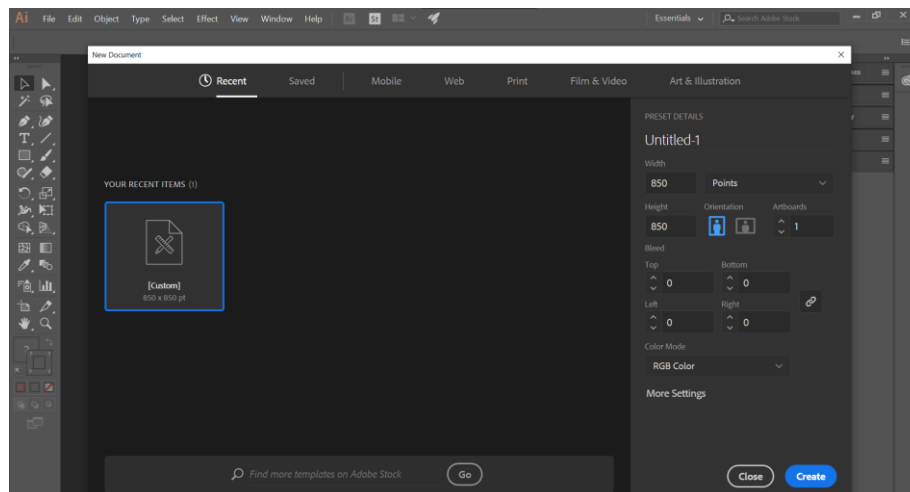 Ai File Edit Object Type Select Effect View Window Help Br St Essentials Search Adobe Stock
New Document
Recent Saved Mobile Web Print Film & Video Art & Illustration
PRESET DETAILS
Untitled-1
Width
850 Points
Height Orientation Artboards
850 1
Bleed
Top Bottom
0 0
Left Right
0 0
Color Mode
RGB Color
More Settings
YOUR RECENT ITEMS (1)
[Custom]
850 x 850 pt
Find more templates on Adobe Stock Go
Close Create